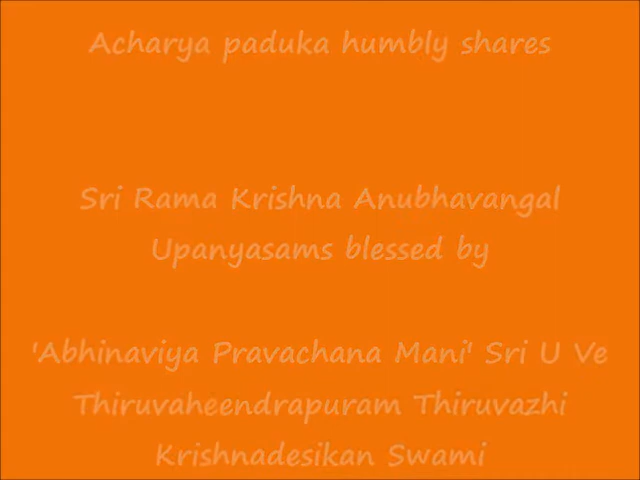 Acharya paduka humbly shares
Sri Rama Krishna Anubhavangal
Upanyasams blessed by
'Abhinaviya Pravachana Mani' Sri U Ve
Thiruvaheendrapuram Thiruvazhi
Krishnadesikan Swami